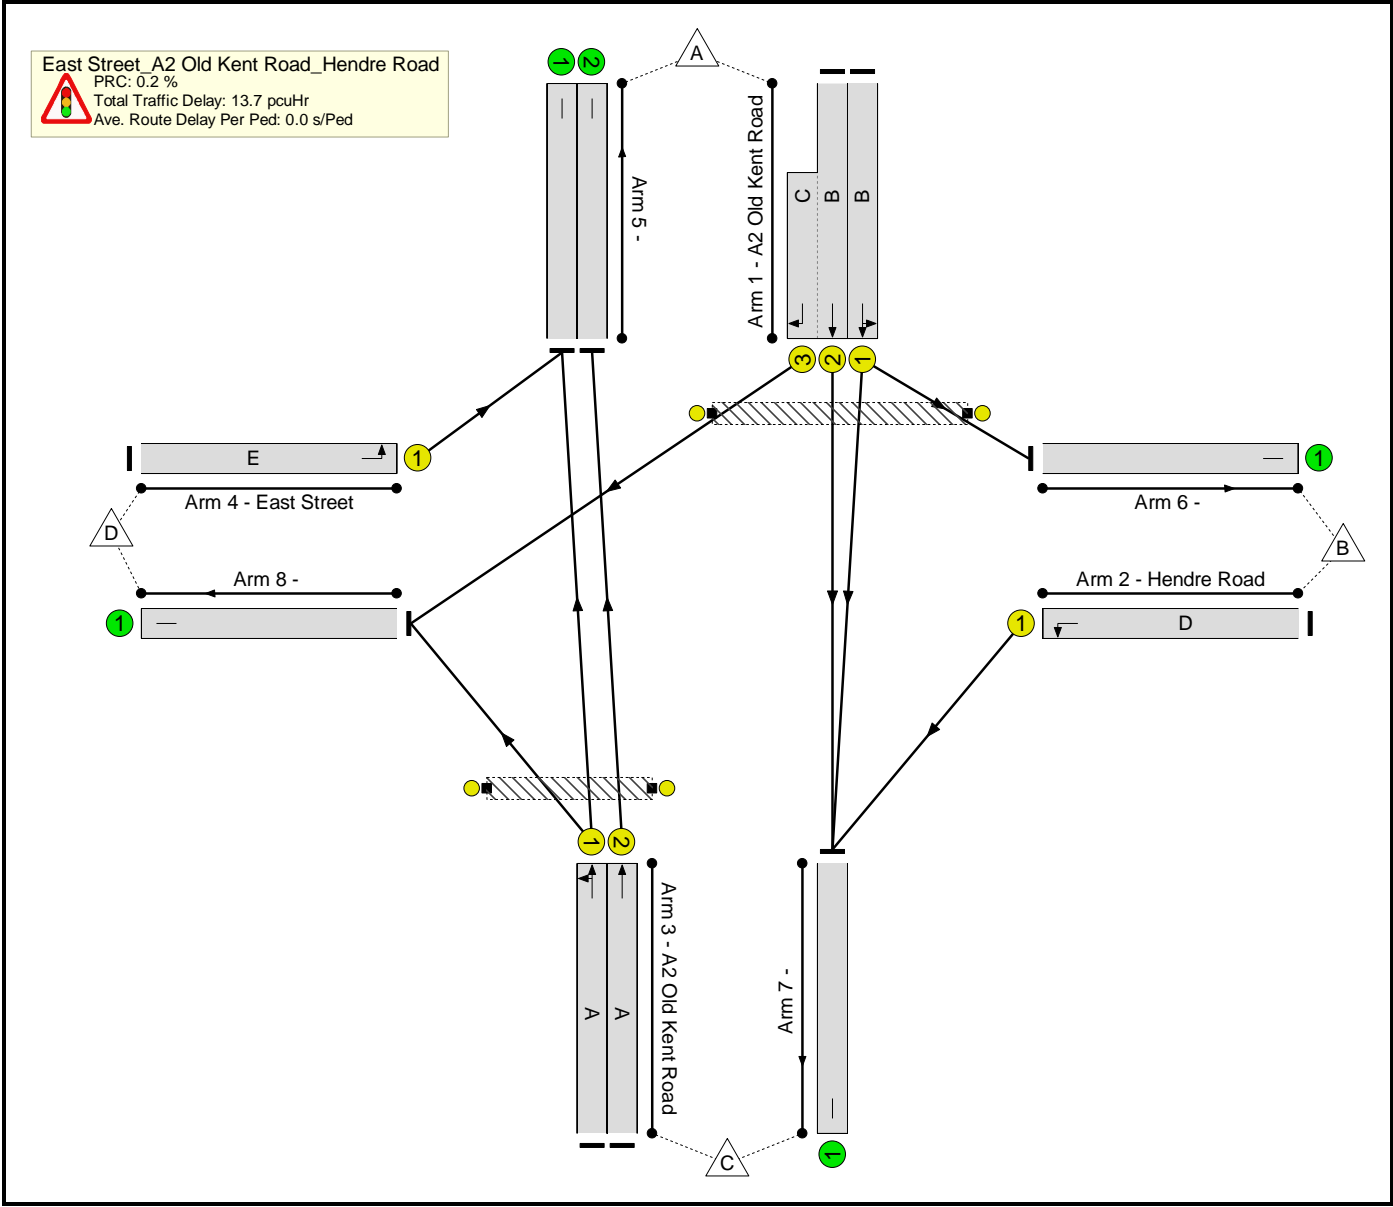 East Street_A2 Old Kent Road_Hendre Road
PRC: 0.2 %
Total Traffic Delay: 13.7 pcuHr
Ave. Route Delay Per Ped: 0.0 s/Ped
1 2
A
Arm 5 -
Arm 1 - A2 Old Kent Road
C B B
3 2 1
E
1
Arm 4 - East Street
D
Arm 8 -
1
1
Arm 6 -
B
Arm 2 - Hendre Road
1
D
1 2
A A
Arm 3 - A2 Old Kent Road
Arm 7 -
C
1